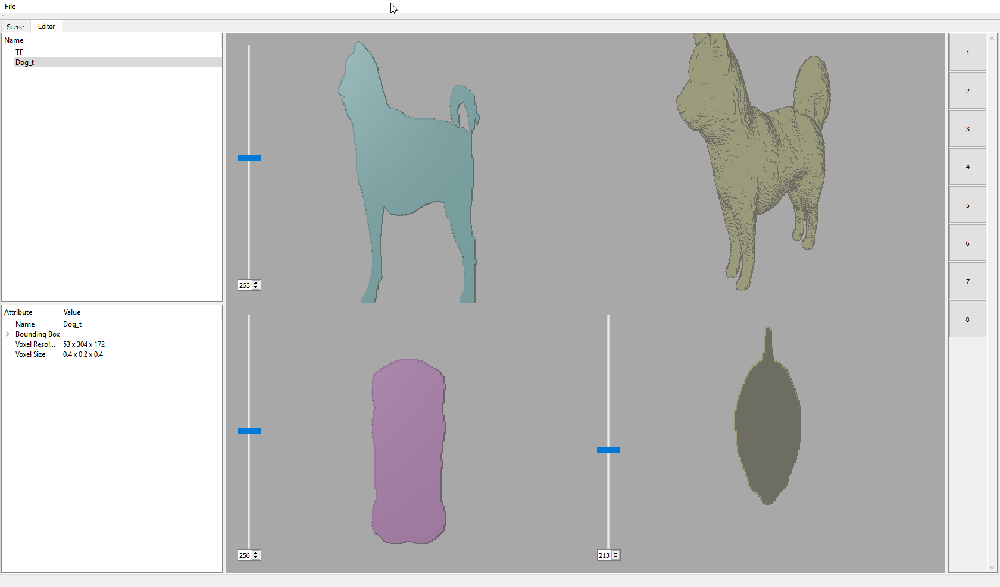 File
Scene Editor
Name
TF
Dog_t
Attribute Value
Name Dog_t
Bounding Box
Voxel Resol... 53 x 304 x 172
Voxel Size 0.4 x 0.2 x 0.4
263
256
213
1
2
3
4
5
6
7
8